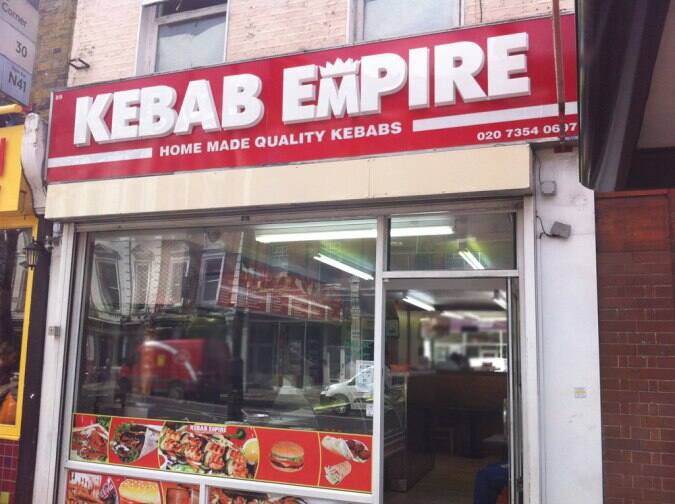 Corner
30
N41
KEBAB EMPIRE
HOME MADE QUALITY KEBABS
020 7354 0607
KEBAB EMPIRE